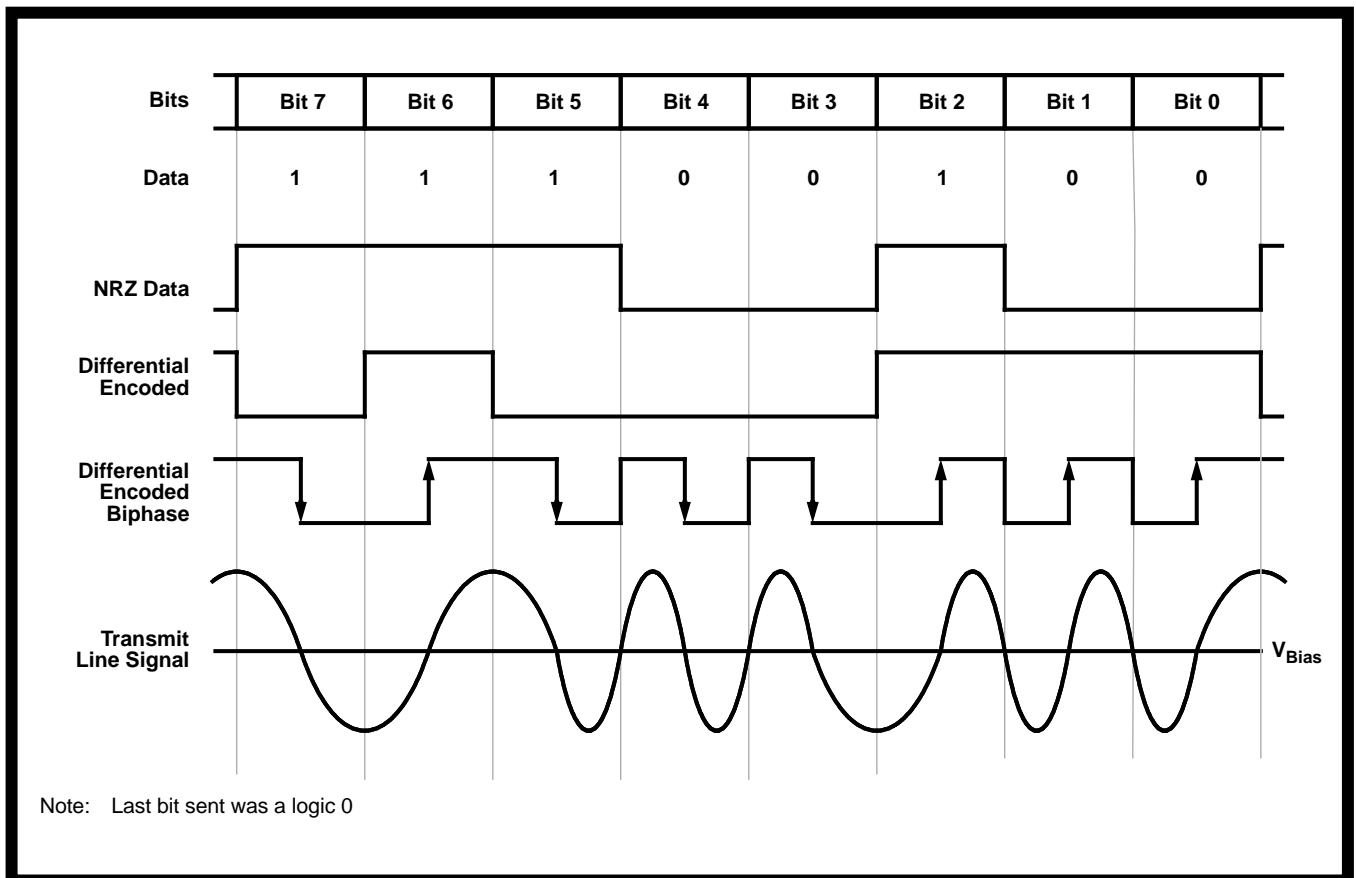 Bits Bit 7 Bit 6 Bit 5 Bit 4 Bit 3 Bit 2 Bit 1 Bit 0
Data 1 1 1 0 0 1 0 0
NRZ Data
Differential
Encoded
Differential
Encoded
Biphase
Transmit
Line Signal
VBias
Note: Last bit sent was a logic 0